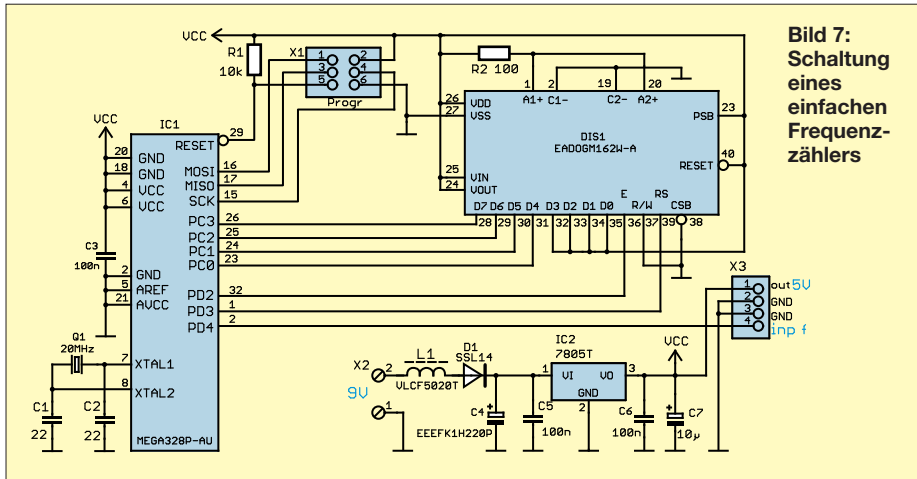 Bild 7:
Schaltung
eines
einfachen
Frequenz-
zählers
VCC
R1
10k
X1
1 2
3 4
5 6
Progr
R2 100
1 2 19 20
A1+ C1- C2- A2+
26 VDD
27 VSS
DIS1
EADOGM162W-A
PSB 23
RESET 40
25 VIN
24 VOUT
E RS
D7 D6 D5 D4 D3 D2 D1 D0 R/W CSB
28 29 30 31 32 33 34 35 36 37 39 38
VCC
IC1
29
RESET
20 GND
18 GND
4 VCC
6 VCC
MOSI 16
MISO 17
SCK 15
PC3 26
PC2 25
PC1 24
PC0 23
C3
100n
2 GND
5 AREF
21 AVCC
PD2 32
PD3 1
PD4 2
Q1
20MHz
7 XTAL1
8 XTAL2
C1 C2
22 22
MEGA328P-AU
X3
1 out 5V
2 GND
3 GND
4 inp f
X2
2
9V
1
L1
VLCF5020T
D1
SSL14
C4
EEEFK1H220P
+
C5
100n
IC2
7805T
1 VI VO 3
GND
2
C6
100n
VCC
+
C7
10µ